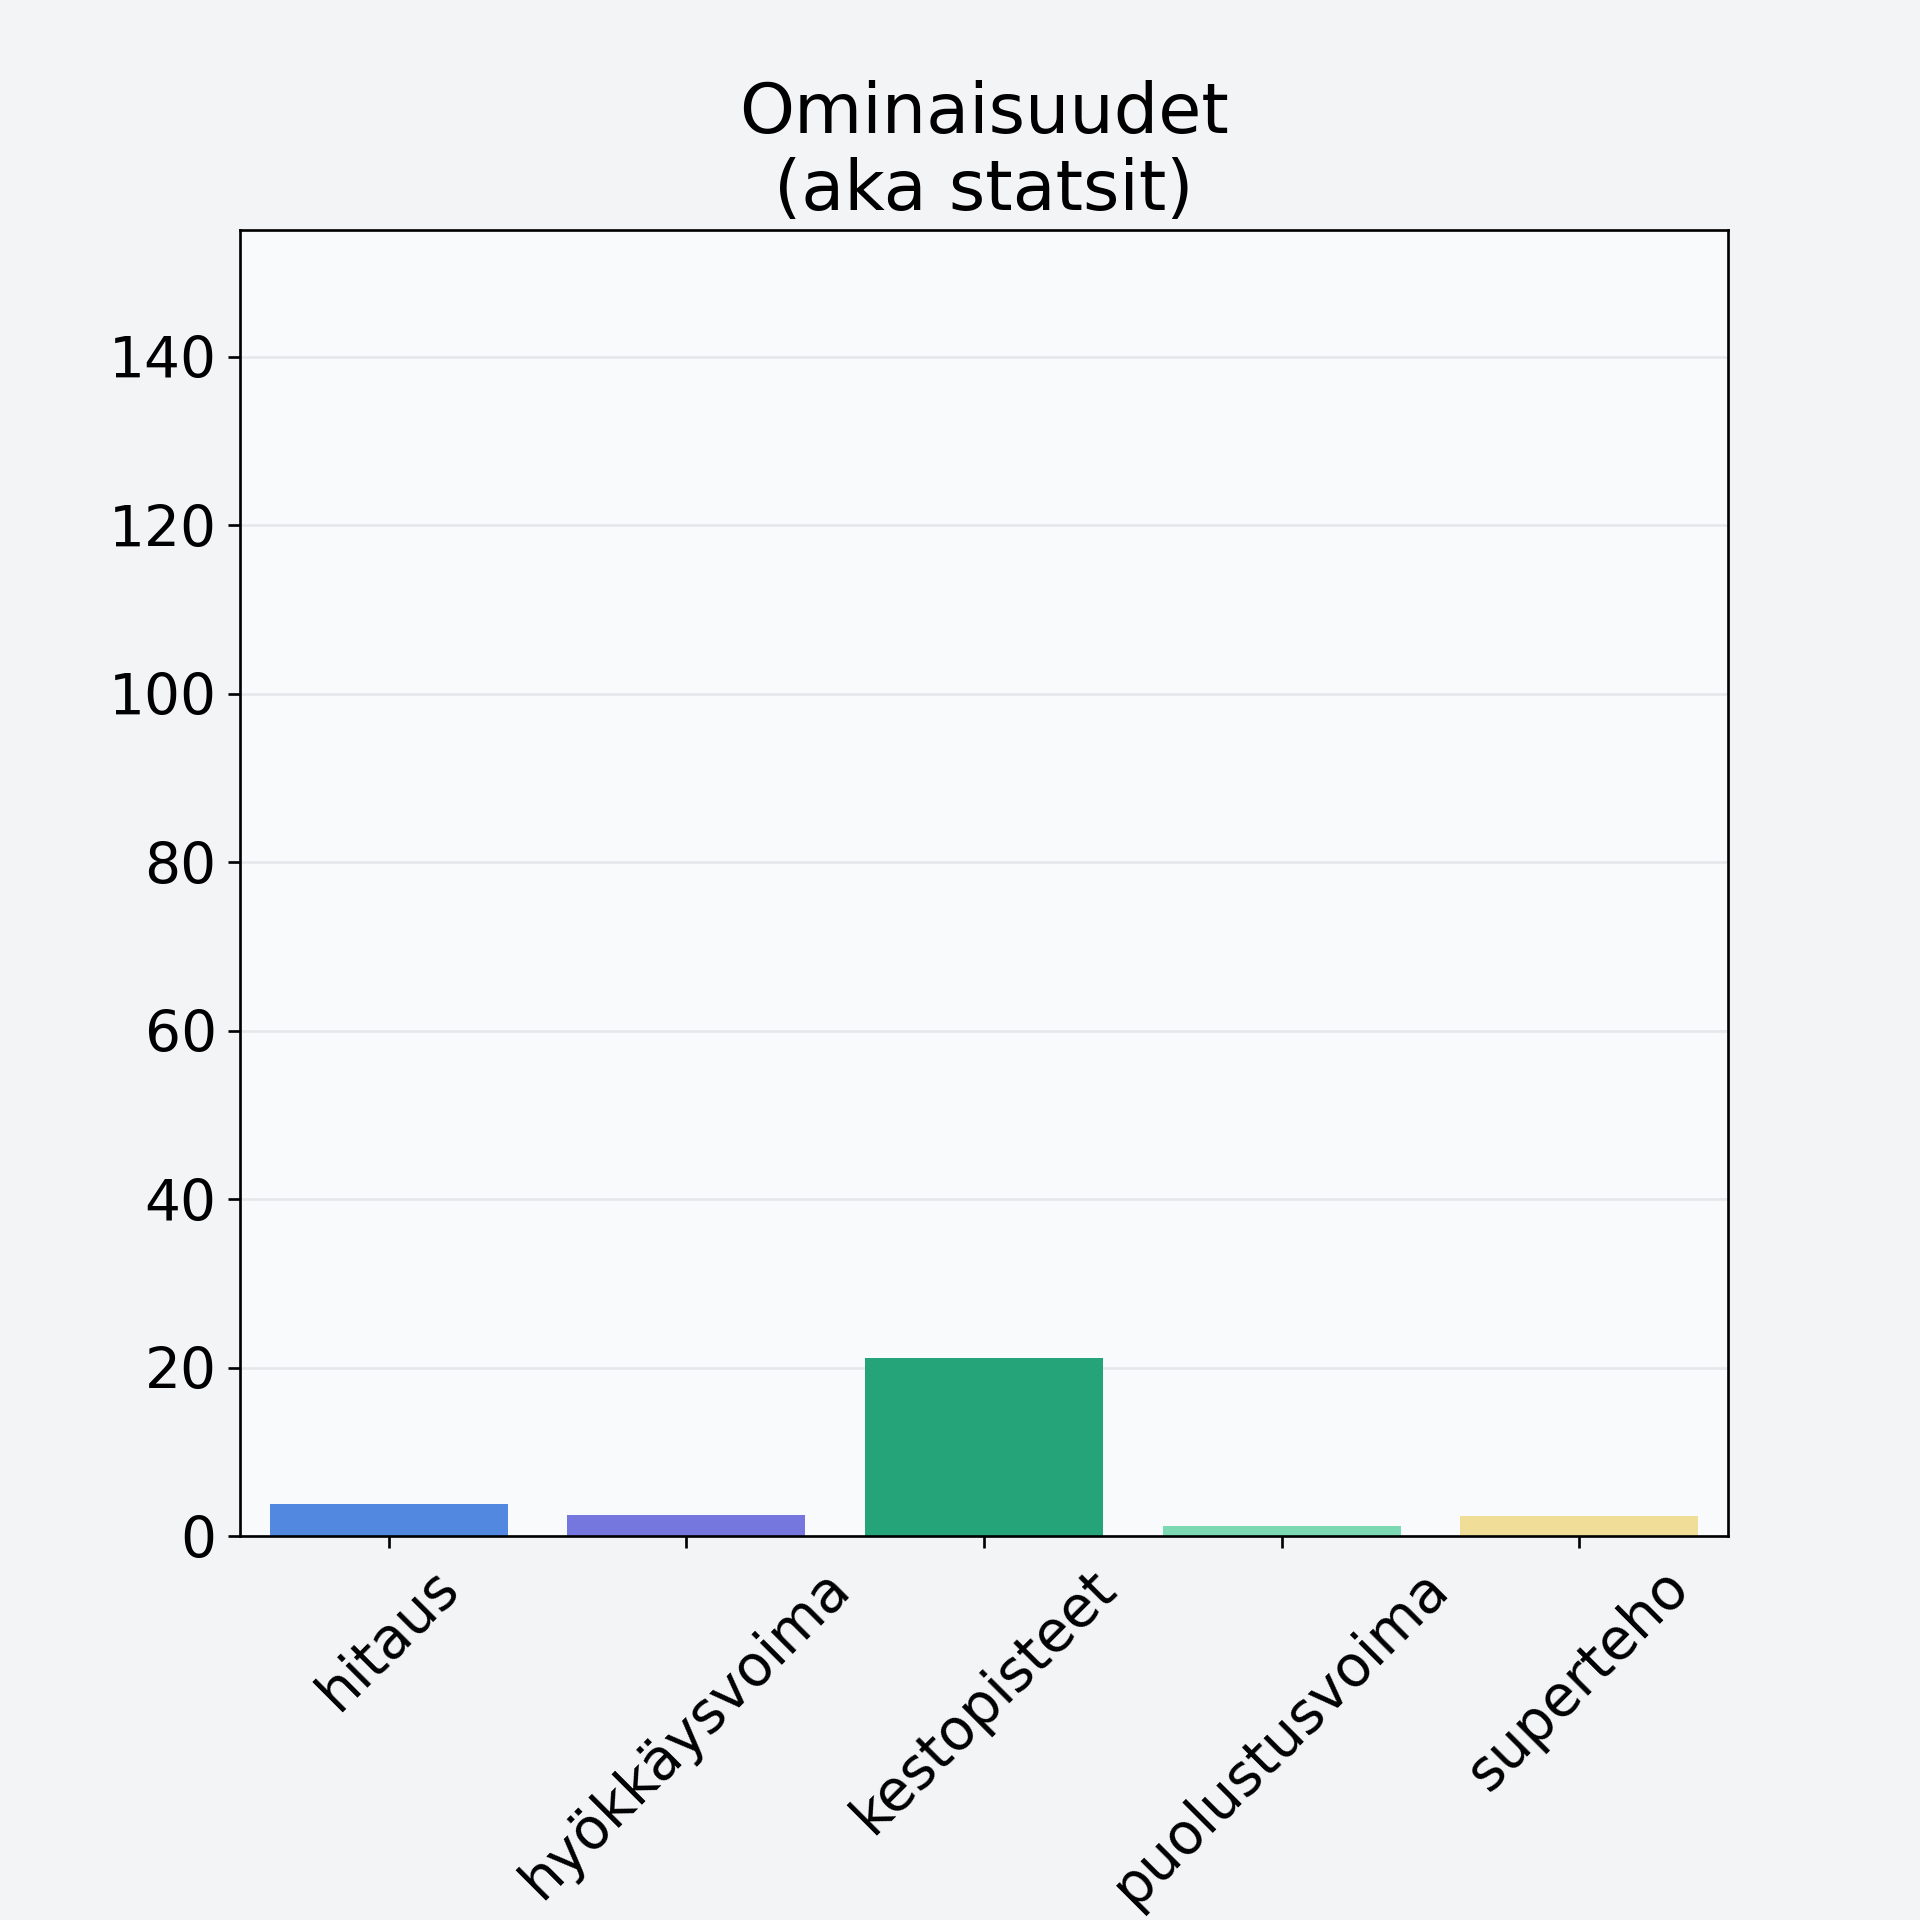 Ominaisuudet
(aka statsit)
140
120
100
80
60
40
20
0
hitaus
hyökkäysvoima
kestopisteet
puolustusvoima
superteho